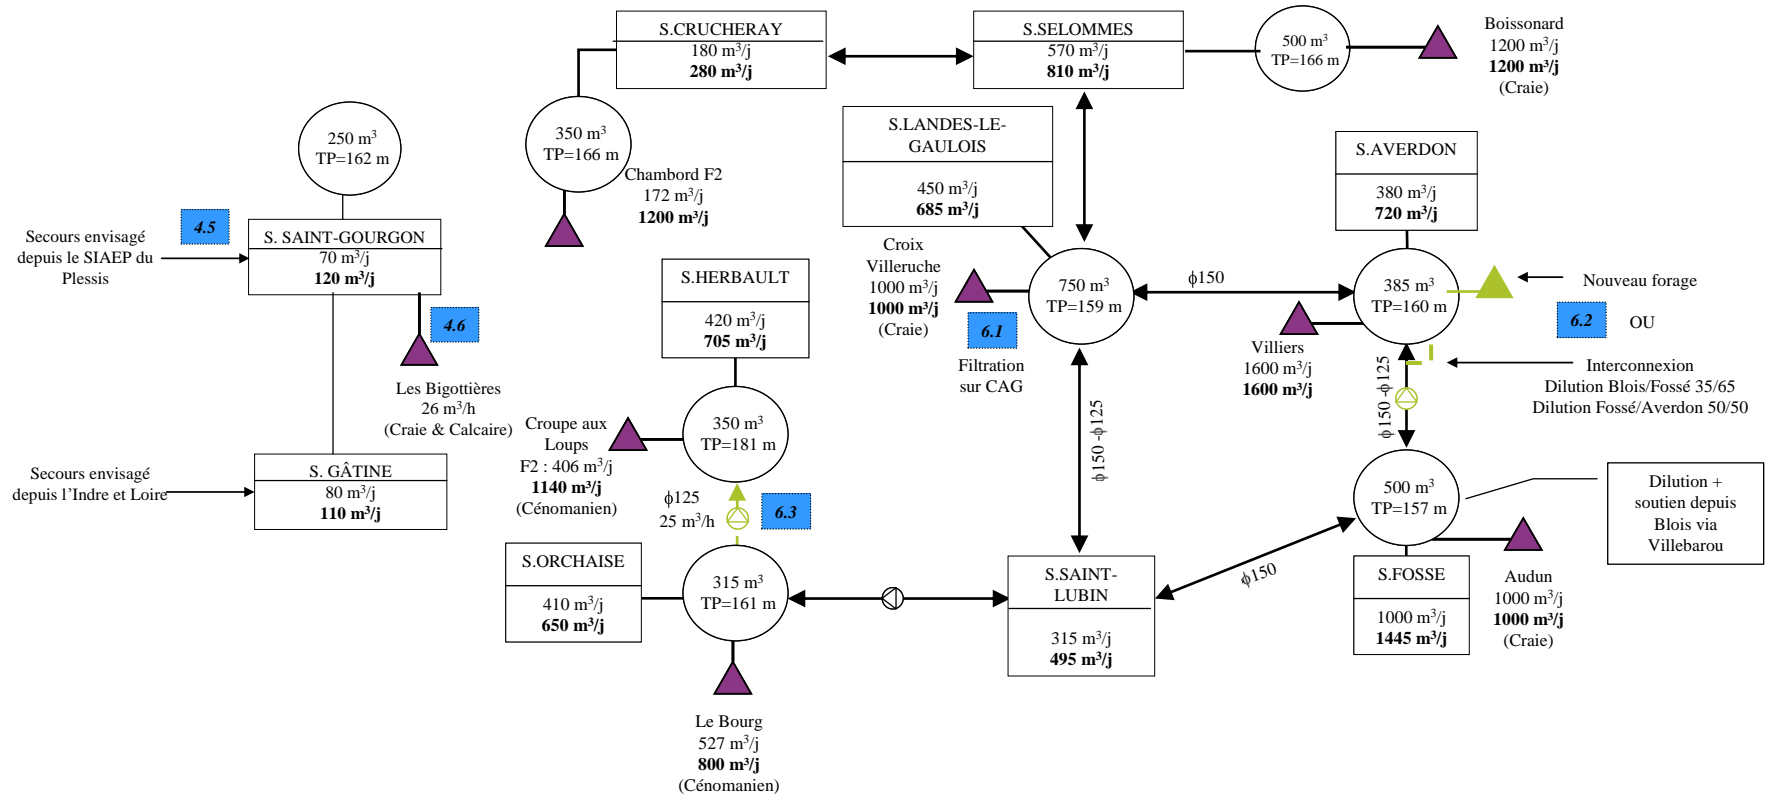 S.CRUCHERAY
180 m³/j
280 m³/j
S.SELOMMES
570 m³/j
810 m³/j
500 m³
TP=166 m
Boissonard
1200 m³/j
1200 m³/j
(Craie)
250 m³
TP=162 m
350 m³
TP=166 m
Chambord F2
172 m³/j
1200 m³/j
S.LANDES-LE-
GAULOIS
450 m³/j
685 m³/j
S.AVERDON
380 m³/j
720 m³/j
4.5
Secours envisagé
depuis le SIAEP du
Plessis
S. SAINT-GOURGON
70 m³/j
120 m³/j
4.6
Les Bigottières
26 m³/h
(Craie & Calcaire)
S.HERBAULT
420 m³/j
705 m³/j
Croix
Villeruche
1000 m³/j
1000 m³/j
(Craie)
6.1
Filtration
sur CAG
750 m³
TP=159 m
ϕ150
385 m³
TP=160 m
Nouveau forage
6.2
OU
Villiers
1600 m³/j
1600 m³/j
Interconnexion
Dilution Blois/Fossé 35/65
Dilution Fossé/Averdon 50/50
ϕ150 -ϕ125
ϕ150 -ϕ125
Croupe aux
Loups
F2 : 406 m³/j
1140 m³/j
(Cénomanien)
350 m³
TP=181 m
Secours envisagé
depuis l'Indre et Loire
S. GÂTINE
80 m³/j
110 m³/j
ϕ125
25 m³/h
6.3
500 m³
TP=157 m
Dilution +
soutien depuis
Blois via
Villebarou
S.ORCHAISE
410 m³/j
650 m³/j
315 m³
TP=161 m
S.SAINT-
LUBIN
315 m³/j
495 m³/j
ϕ150
S.FOSSE
1000 m³/j
1445 m³/j
Audun
1000 m³/j
1000 m³/j
(Craie)
Le Bourg
527 m³/j
800 m³/j
(Cénomanien)